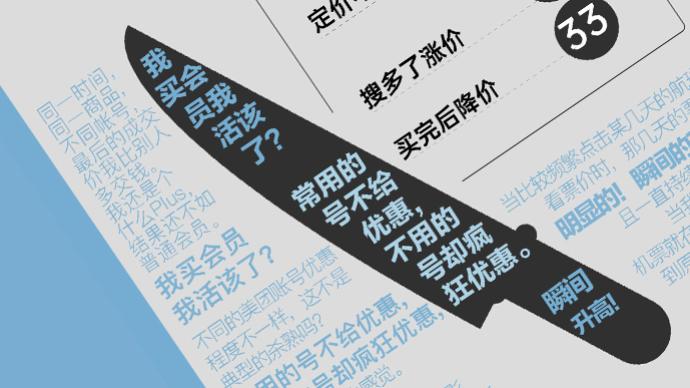 定价
33
搜多了涨价
买完后降价
我
买会
员我
活该
了？
常用的
号不给
优惠，
不用的
号却疯
狂优惠。
瞬间
升高！
同一时间，
同一商品，
不同账号，
最后的成交
价我比别人
多交钱，
我还是个
什么Plus，
结果还不如
普通会员。
我买会员
我活该了？
不同的美团账号优惠
程度不一样，这不是
典型的杀熟吗？
用的号不给优惠，
号却疯狂优惠，
感觉。
当比较频繁点击某几天的航
看票价时，那几天的
明显的！瞬间的
且一直持续
当我
机票就